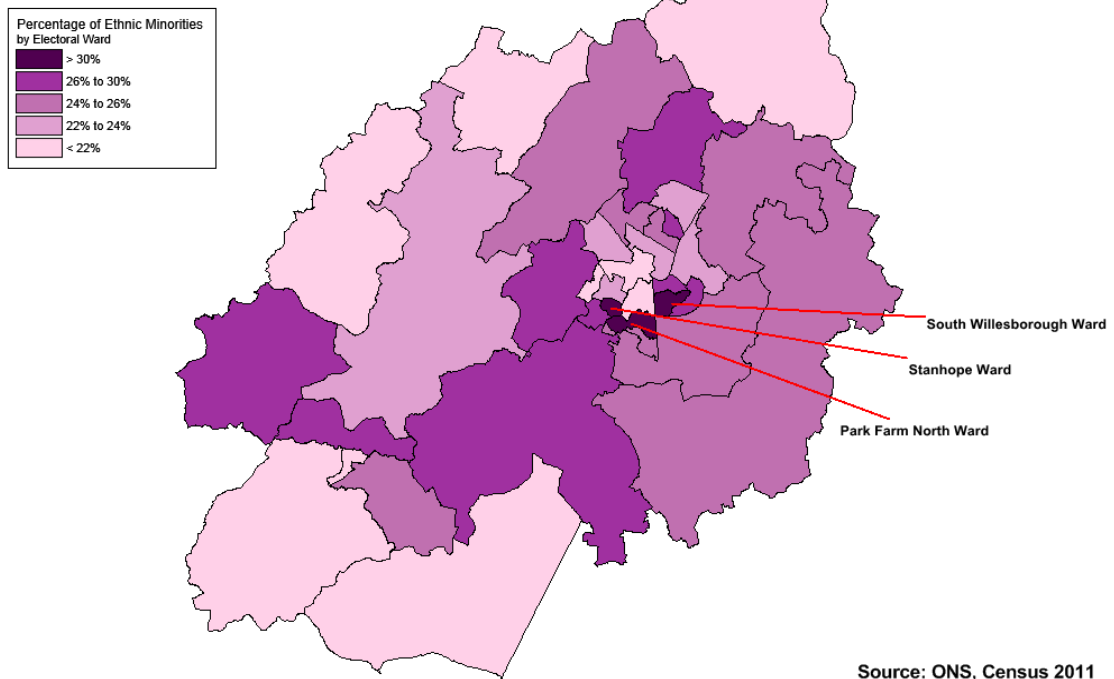 Percentage of Ethnic Minorities
by Electoral Ward
> 30%
26% to 30%
24% to 26%
22% to 24%
< 22%
South Willesborough Ward
Stanhope Ward
Park Farm North Ward
Source: ONS, Census 2011